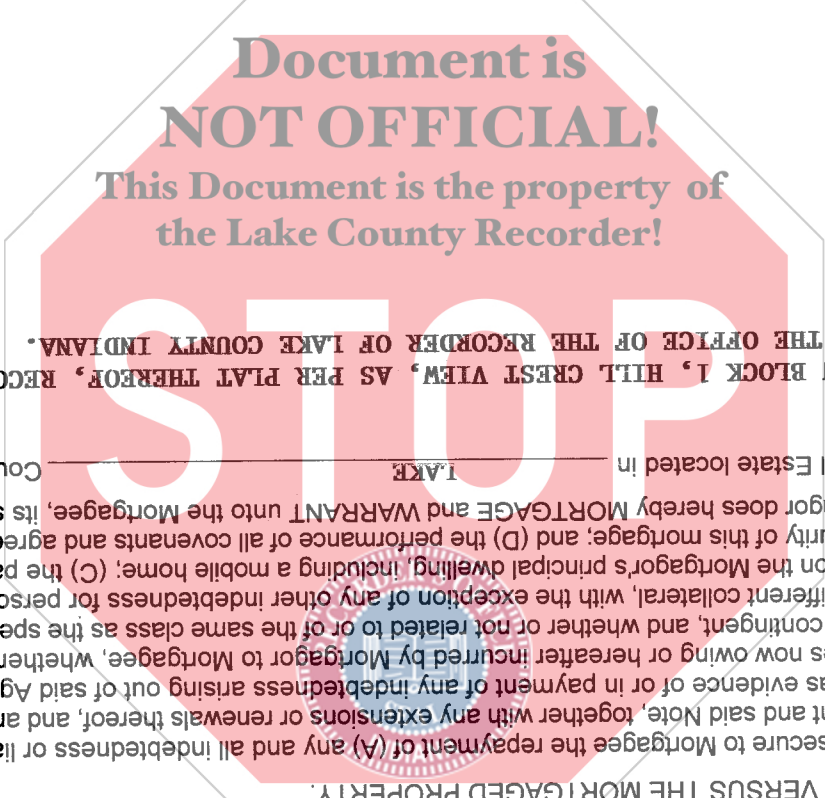 Document is
NOT OFFICIAL!
This Document is the property of
the Lake County Recorder!
STOP
VERSUS THE MORTGAGED PROPERTY.
secure to Mortgagee the repayment of (A) any and all indebtedness or lia
nt and said Note, together with any extensions or renewals thereof, and an
as evidence of or in payment of any indebtedness arising out of said Ag
es now owing or hereafter incurred by Mortgagor to Mortgagee, whether
contingent, and whether or not related to or of the same class as the spe
ifferent collateral, with the exception of any other indebtedness for perso
on the Mortgagor's principal dwelling, including a mobile home; (C) the pa
urity of this mortgage; and (D) the performance of all covenants and agree
agor does hereby MORTGAGE and WARRANT unto the Mortgagee, its s
l Estate located in LAKE Cou
BLOCK 1, HILL CREST VIEW, AS PER PLAT THEREOF, RECO
THE OFFICE OF THE RECORDER OF LAKE COUNTY INDIANA.